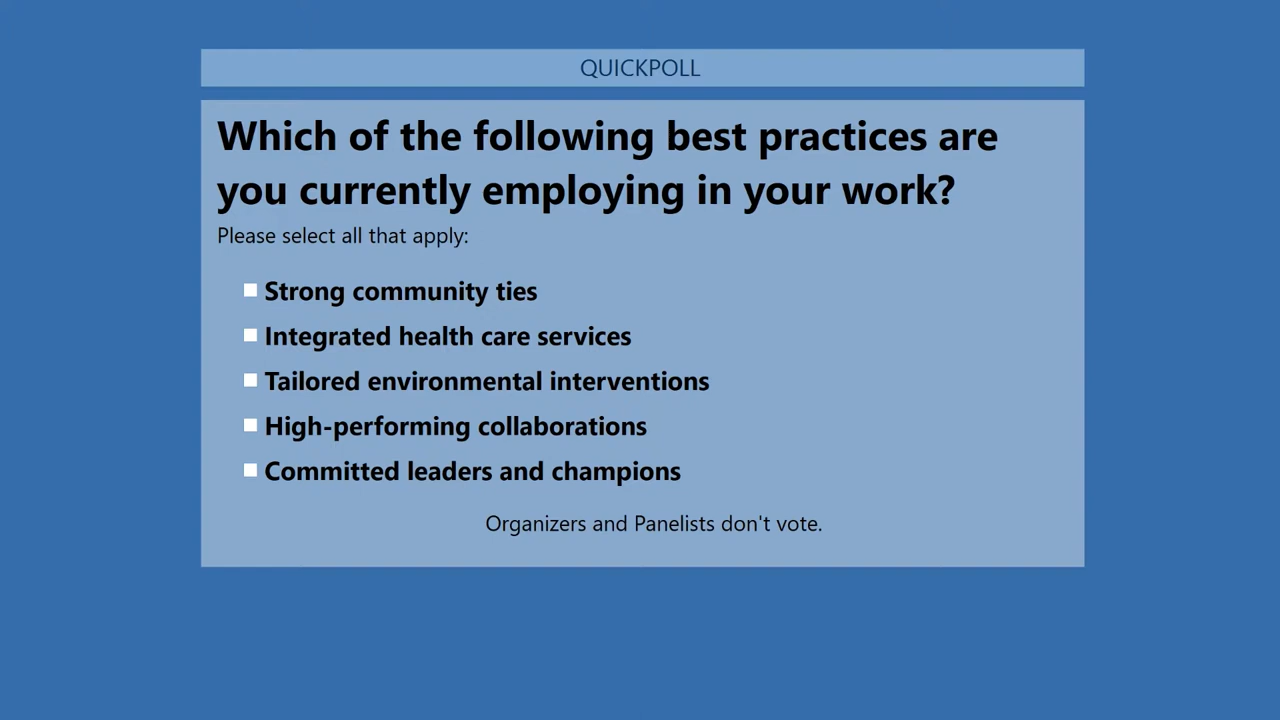 QUICKPOLL
Which of the following best practices are
you currently employing in your work?
Please select all that apply:
Strong community ties
Integrated health care services
Tailored environmental interventions
High-performing collaborations
Committed leaders and champions
Organizers and Panelists don't vote.